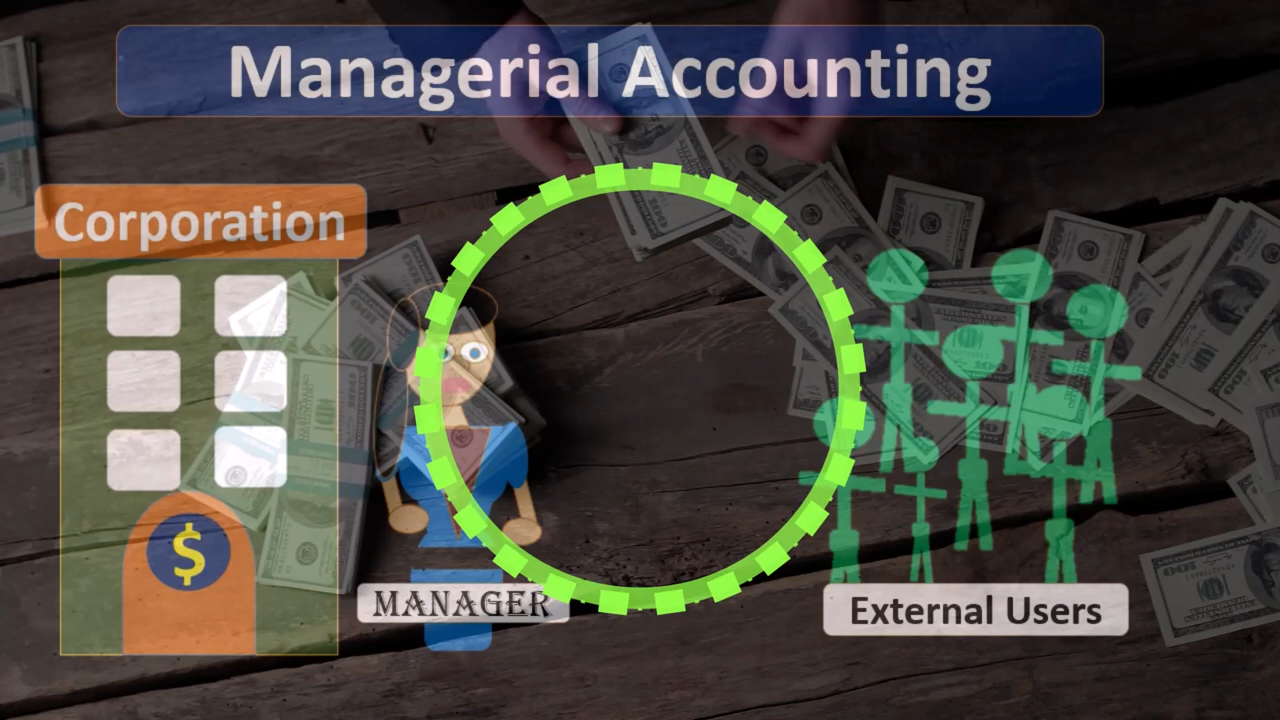 Managerial Accounting
Corporation
$
MANAGER
External Users